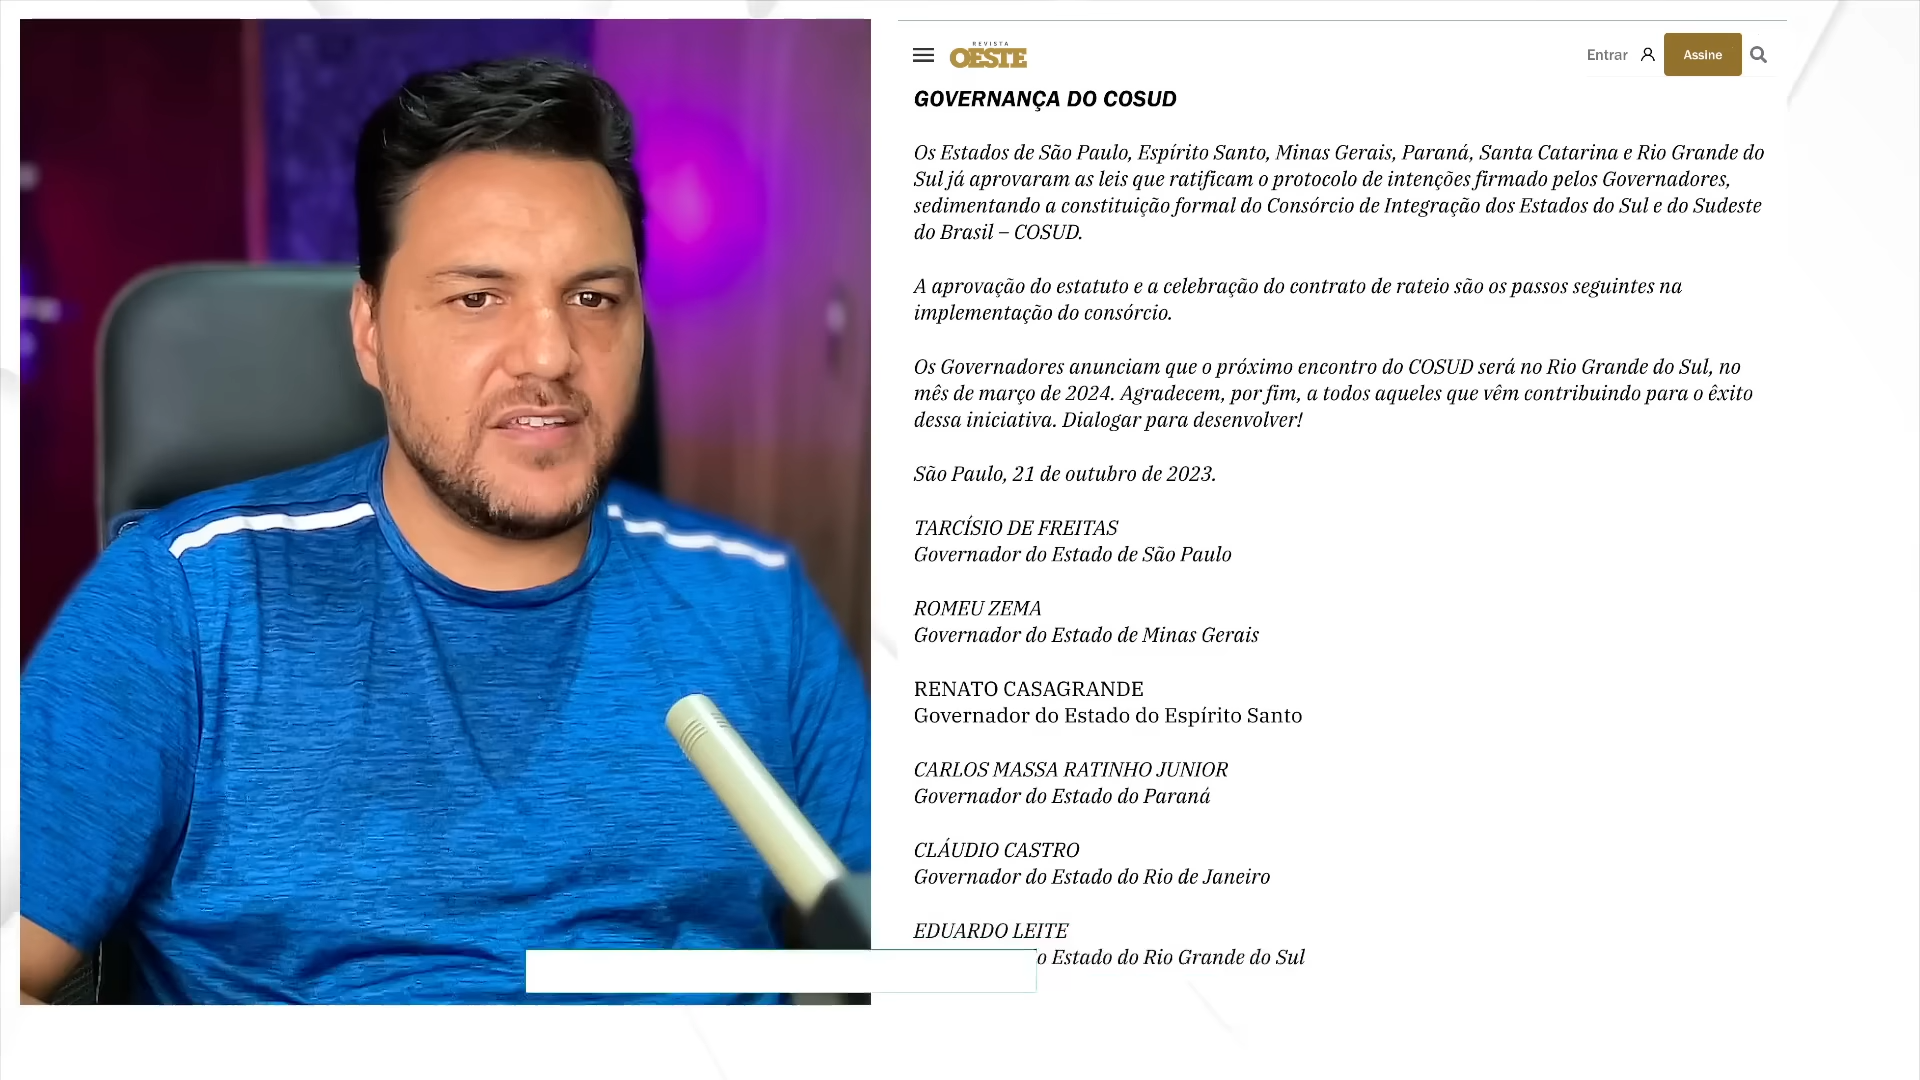 REVISTA
OESTE
Entrar
Assine
GOVERNANÇA DO COSUD
Os Estados de São Paulo, Espírito Santo, Minas Gerais, Paraná, Santa Catarina e Rio Grande do
Sul já aprovaram as leis que ratificam o protocolo de intenções firmado pelos Governadores,
sedimentando a constituição formal do Consórcio de Integração dos Estados do Sul e do Sudeste
do Brasil – COSUD.
A aprovação do estatuto e a celebração do contrato de rateio são os passos seguintes na
implementação do consórcio.
Os Governadores anunciam que o próximo encontro do COSUD será no Rio Grande do Sul, no
mês de março de 2024. Agradecem, por fim, a todos aqueles que vêm contribuindo para o êxito
dessa iniciativa. Dialogar para desenvolver!
São Paulo, 21 de outubro de 2023.
TARCÍSIO DE FREITAS
Governador do Estado de São Paulo
ROMEU ZEMA
Governador do Estado de Minas Gerais
RENATO CASAGRANDE
Governador do Estado do Espírito Santo
CARLOS MASSA RATINHO JUNIOR
Governador do Estado do Paraná
CLÁUDIO CASTRO
Governador do Estado do Rio de Janeiro
EDUARDO LEITE
o Estado do Rio Grande do Sul